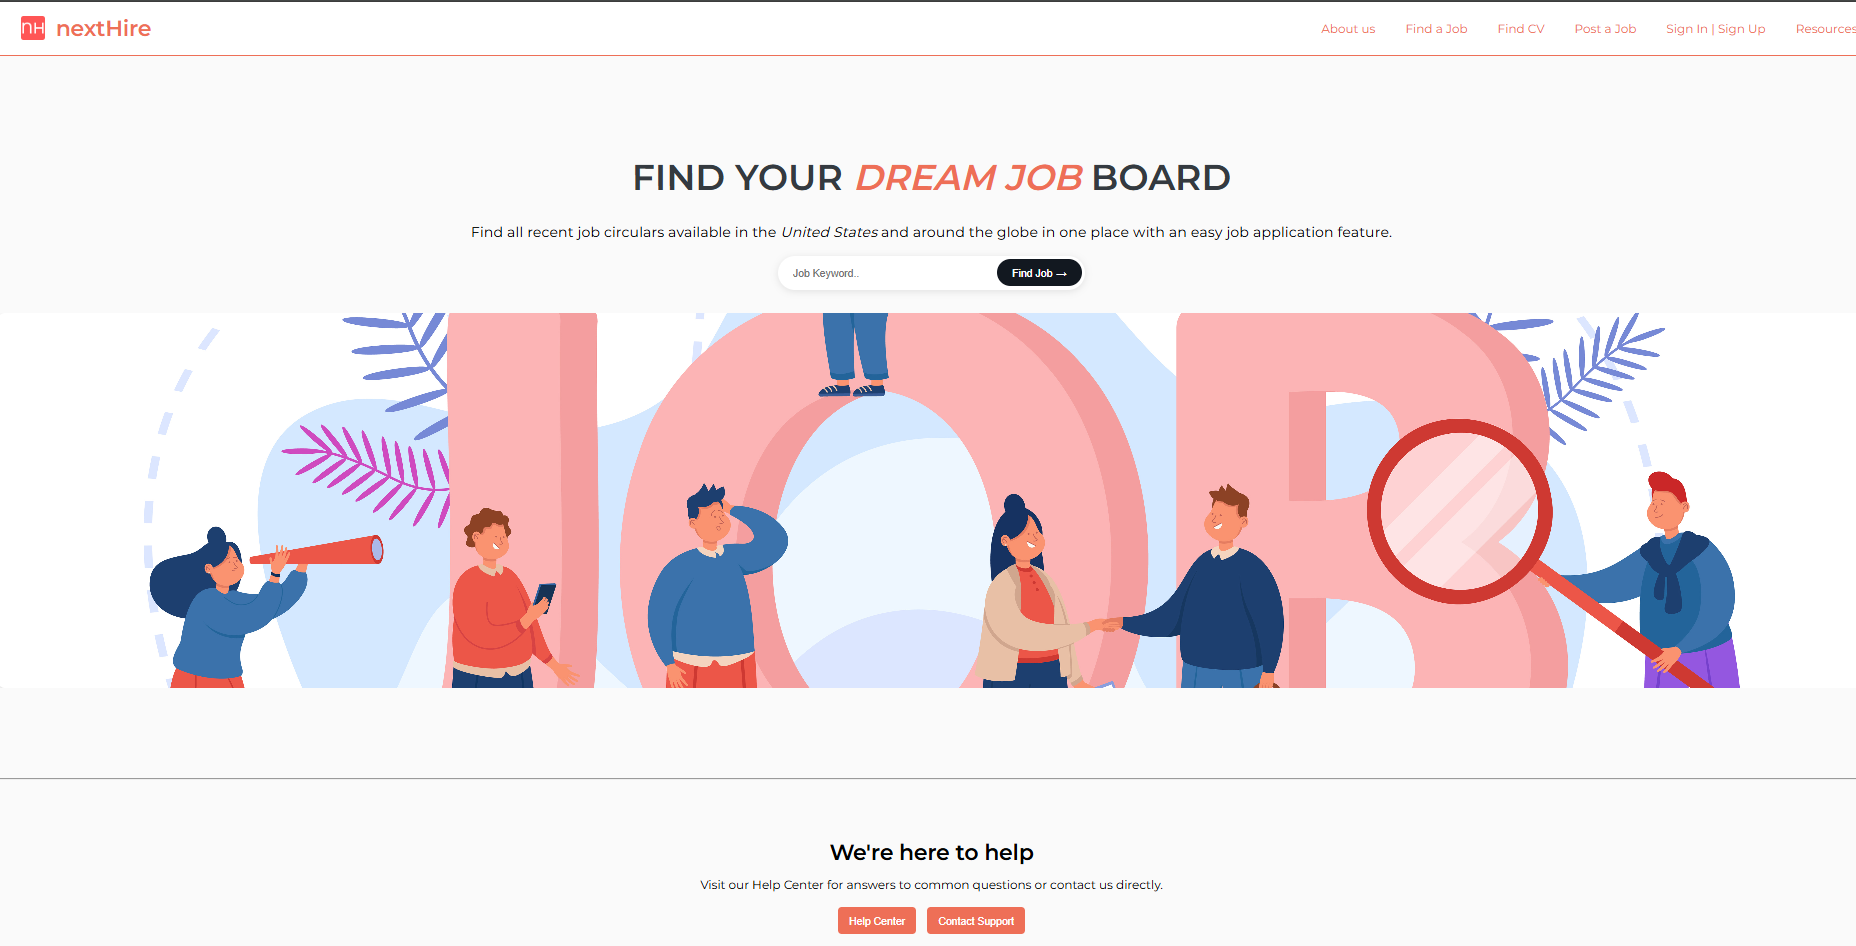 nH nextHire
About us Find a Job Find CV Post a Job Sign In | Sign Up Resources
FIND YOUR DREAM JOB BOARD
Find all recent job circulars available in the United States and around the globe in one place with an easy job application feature.
Job Keyword.. Find Job →
JOB
We're here to help
Visit our Help Center for answers to common questions or contact us directly.
Help Center Contact Support